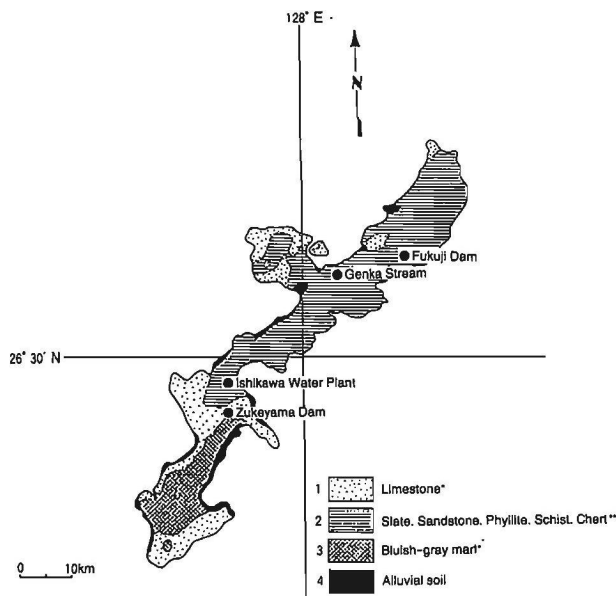 128° E
N
Fukuji Dam
Genka Stream
26° 30′ N
Ishikawa Water Plant
Zukeyama Dam
1 Limestone*
2 Slate. Sandstone. Phyllite. Schist. Chert**
3 Bluish-gray marl*
4 Alluvial soil
0 10km